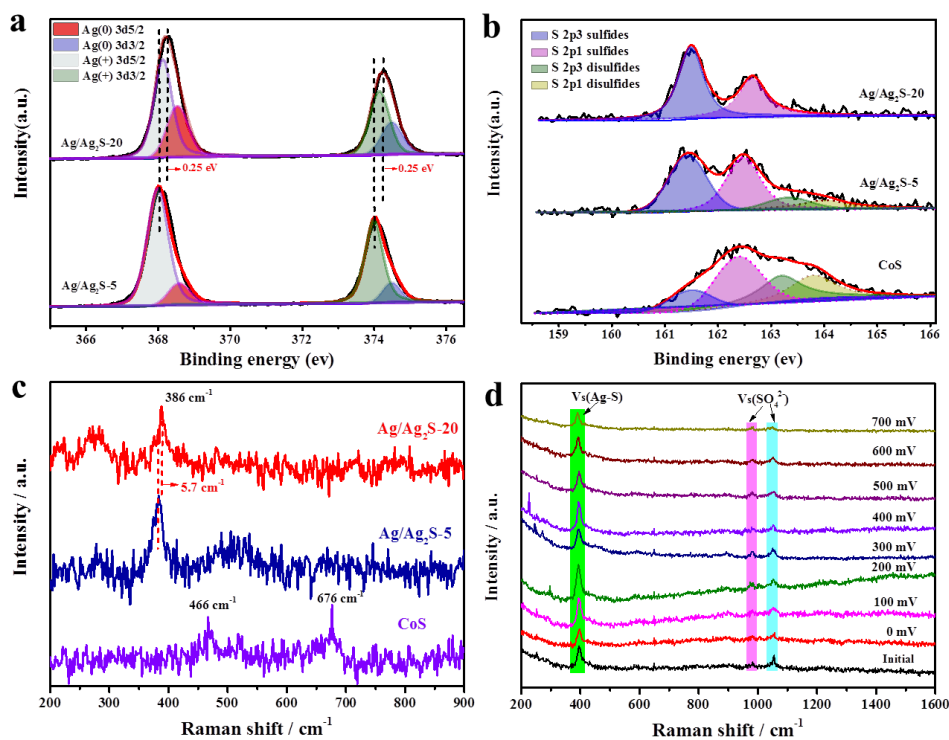 a
Ag(0) 3d5/2
Ag(0) 3d3/2
Ag(+) 3d5/2
Ag(+) 3d3/2
Ag/Ag2S-20
0.25 eV
0.25 eV
Ag/Ag2S-5
Intensity(a.u.)
366 368 370 372 374 376
Binding energy (ev)
b
S 2p3 sulfides
S 2p1 sulfides
S 2p3 disulfides
S 2p1 disulfides
Ag/Ag2S-20
Ag/Ag2S-5
CoS
Intensity(a.u.)
159 160 161 162 163 164 165 166
Binding energy (ev)
c
386 cm-1
Ag/Ag2S-20
5.7 cm-1
Ag/Ag2S-5
466 cm-1
676 cm-1
CoS
Intensity / a.u.
200 300 400 500 600 700 800 900
Raman shift / cm-1
d
Vs(Ag-S)
Vs(SO42-)
700 mV
600 mV
500 mV
400 mV
300 mV
200 mV
100 mV
0 mV
Initial
Intensity / a.u.
200 400 600 800 1000 1200 1400 1600
Raman shift / cm-1